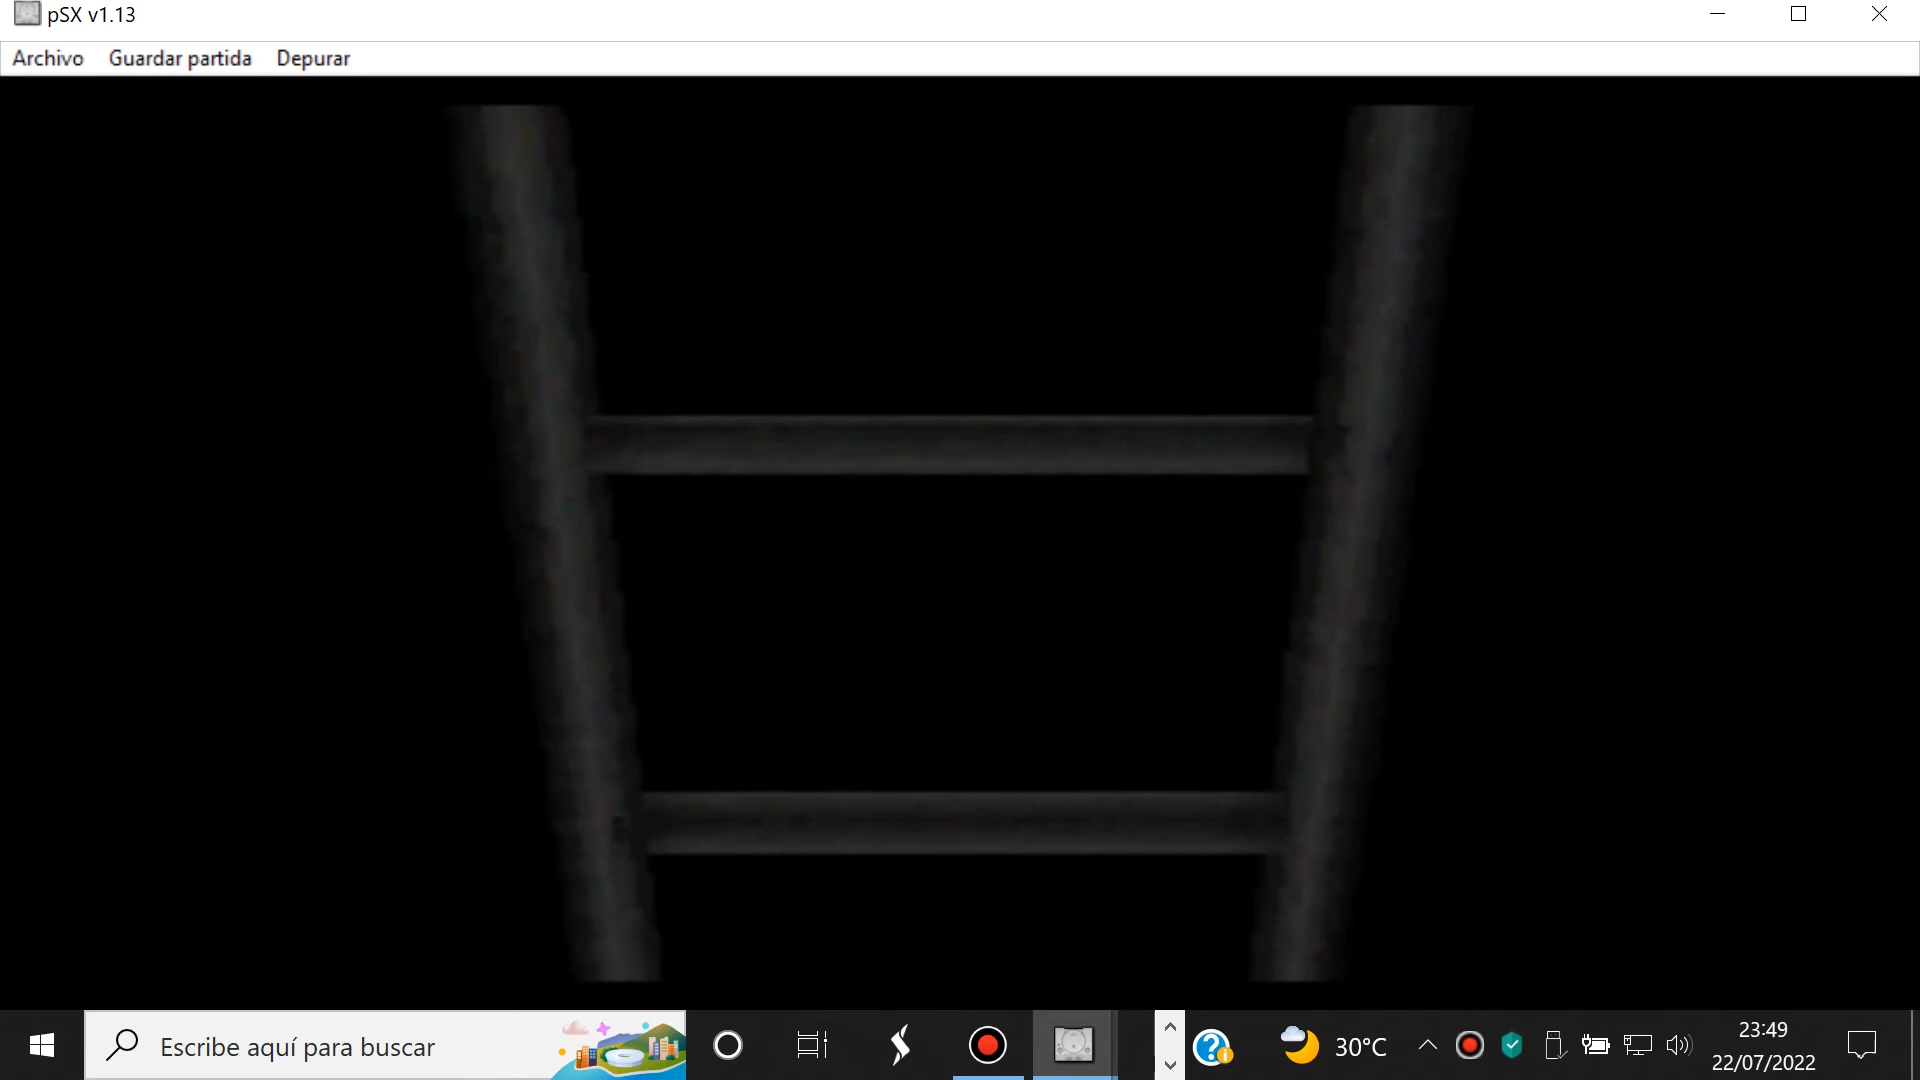 pSX v1.13
Archivo Guardar partida Depurar
Escribe aquí para buscar
30°C
23:49
22/07/2022